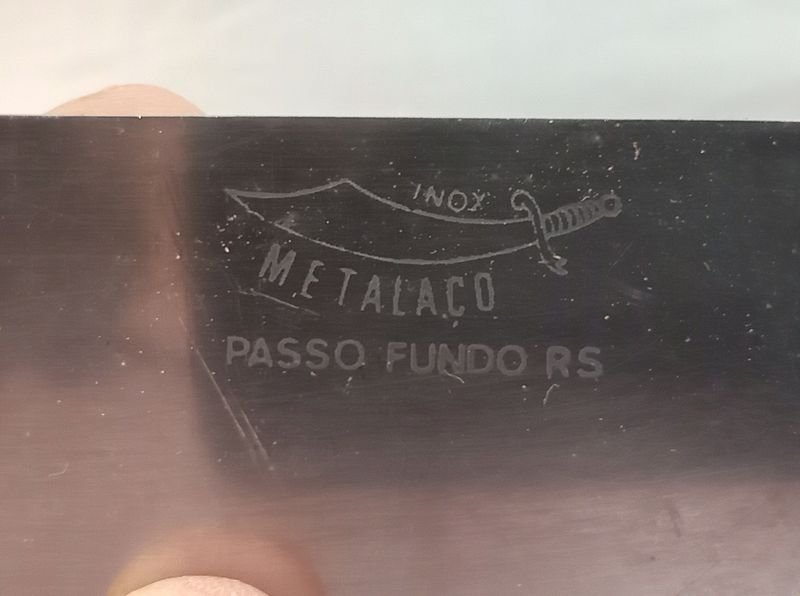 INOX
METALAÇO
PASSO FUNDO RS